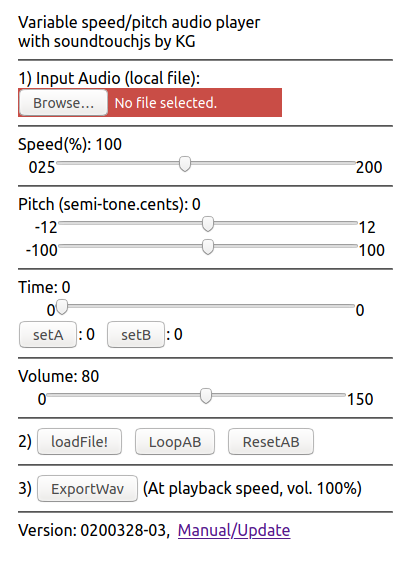 Variable speed/pitch audio player
with soundtouchjs by KG
1) Input Audio (local file):
Browse... No file selected.
Speed(%): 100
025 200
Pitch (semi-tone.cents): 0
-12 12
-100 100
Time: 0
0 0
setA : 0 setB : 0
Volume: 80
0 150
2) loadFile! LoopAB ResetAB
3) ExportWav (At playback speed, vol. 100%)
Version: 0200328-03, Manual/Update